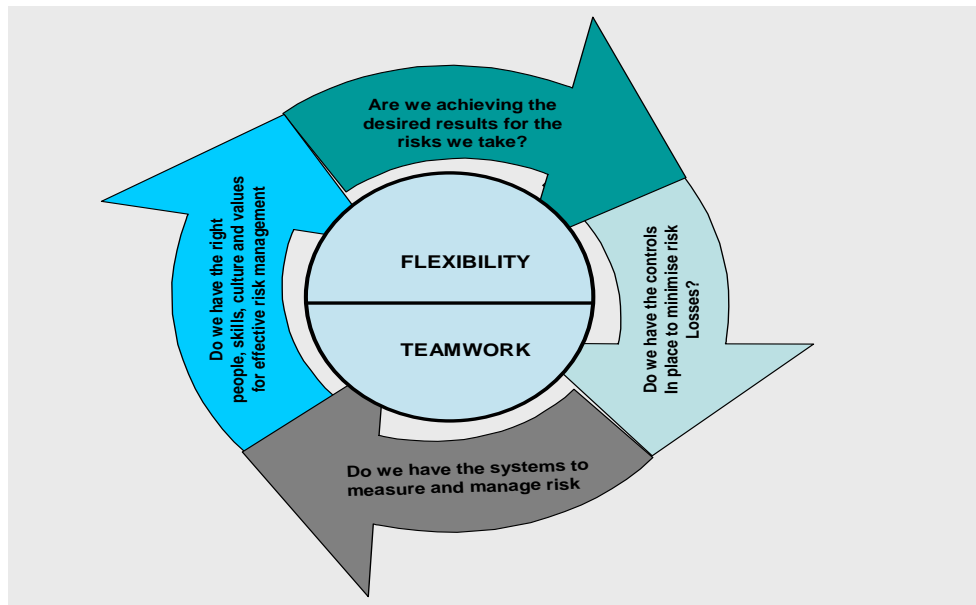 Are we achieving the
desired results for the
risks we take?
Do we have the controls
In place to minimise risk
Losses?
Do we have the systems to
measure and manage risk
Do we have the right
people, skills, culture and values
for effective risk management
FLEXIBILITY
TEAMWORK